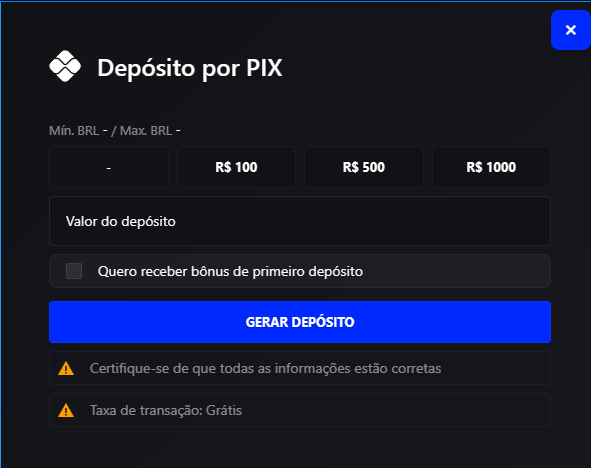 ×
Depósito por PIX
Mín. BRL - / Max. BRL -
- R$ 100 R$ 500 R$ 1000
Valor do depósito
Quero receber bônus de primeiro depósito
GERAR DEPÓSITO
Certifique-se de que todas as informações estão corretas
Taxa de transação: Grátis